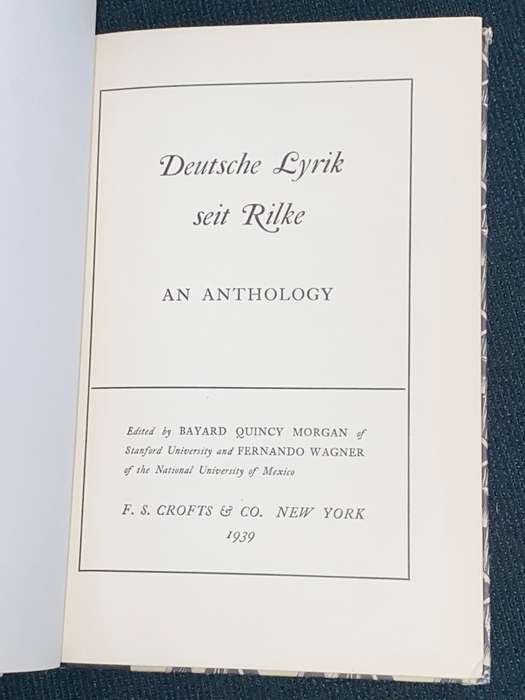 Deutsche Lyrik
seit Rilke
AN ANTHOLOGY
Edited by BAYARD QUINCY MORGAN of
Stanford University and FERNANDO WAGNER
of the National University of Mexico
F. S. CROFTS & CO. NEW YORK
1939